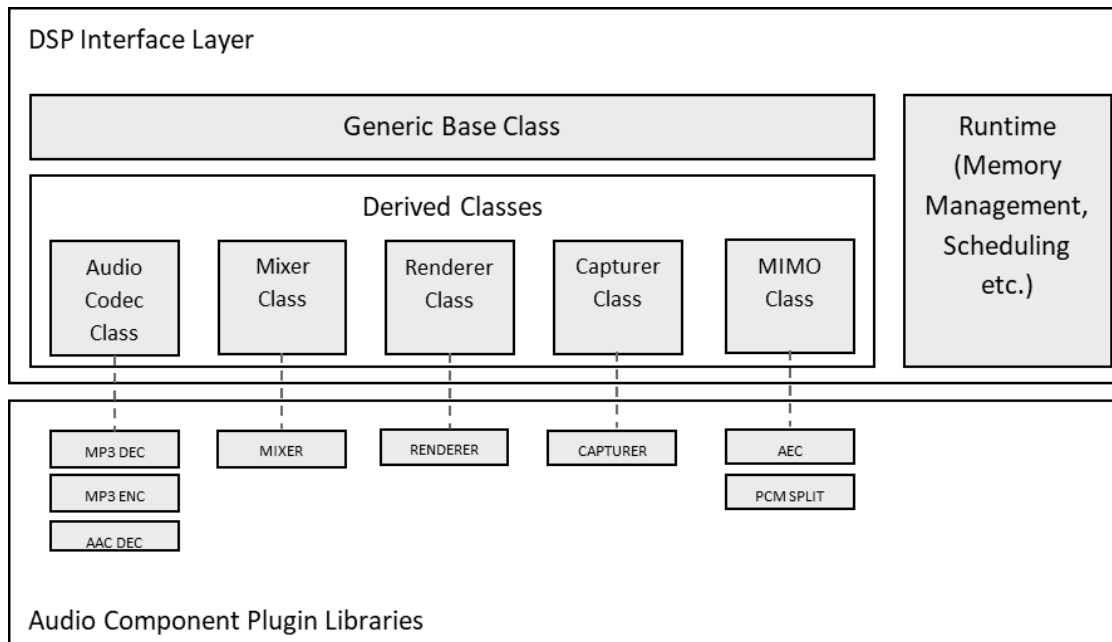 DSP Interface Layer
Generic Base Class
Runtime
(Memory
Management,
Scheduling
etc.)
Derived Classes
Audio
Codec
Class
Mixer
Class
Renderer
Class
Capturer
Class
MIMO
Class
MP3 DEC
MP3 ENC
AAC DEC
MIXER
RENDERER
CAPTURER
AEC
PCM SPLIT
Audio Component Plugin Libraries